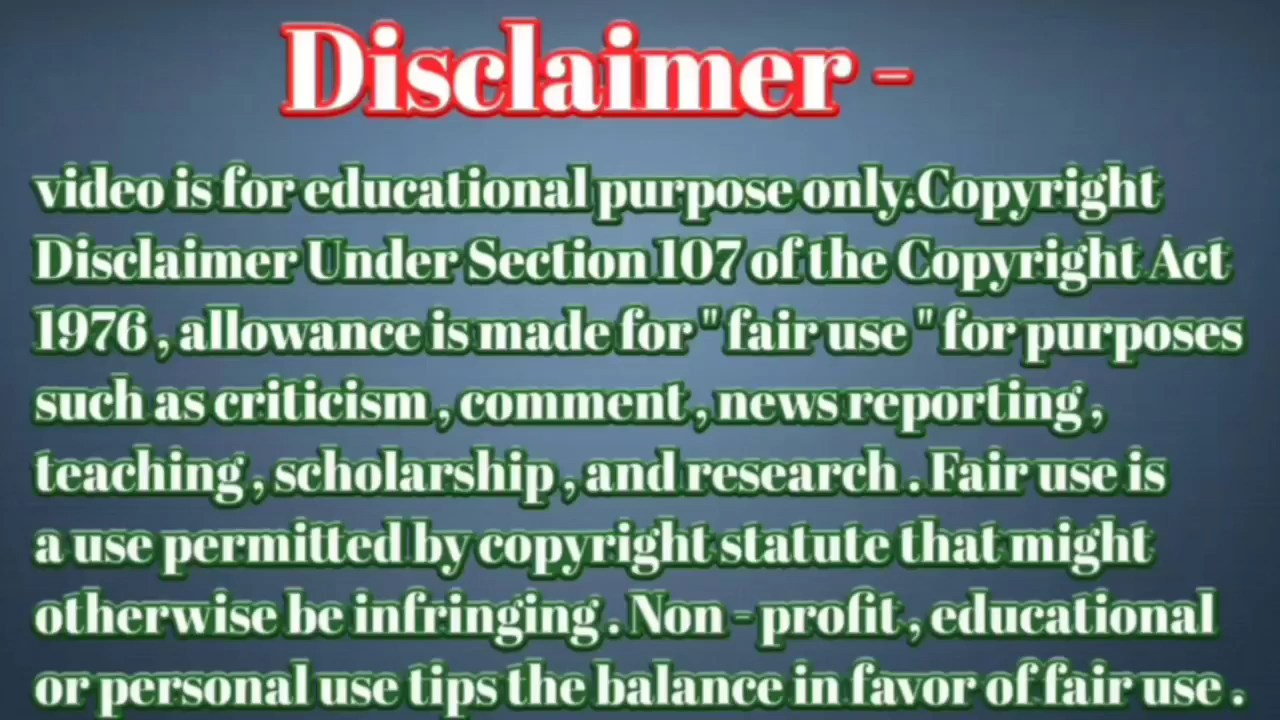 Disclaimer -
video is for educational purpose only.Copyright
Disclaimer Under Section 107 of the Copyright Act
1976 , allowance is made for " fair use " for purposes
such as criticism , comment , news reporting ,
teaching , scholarship , and research . Fair use is
a use permitted by copyright statute that might
otherwise be infringing . Non - profit , educational
or personal use tips the balance in favor of fair use .